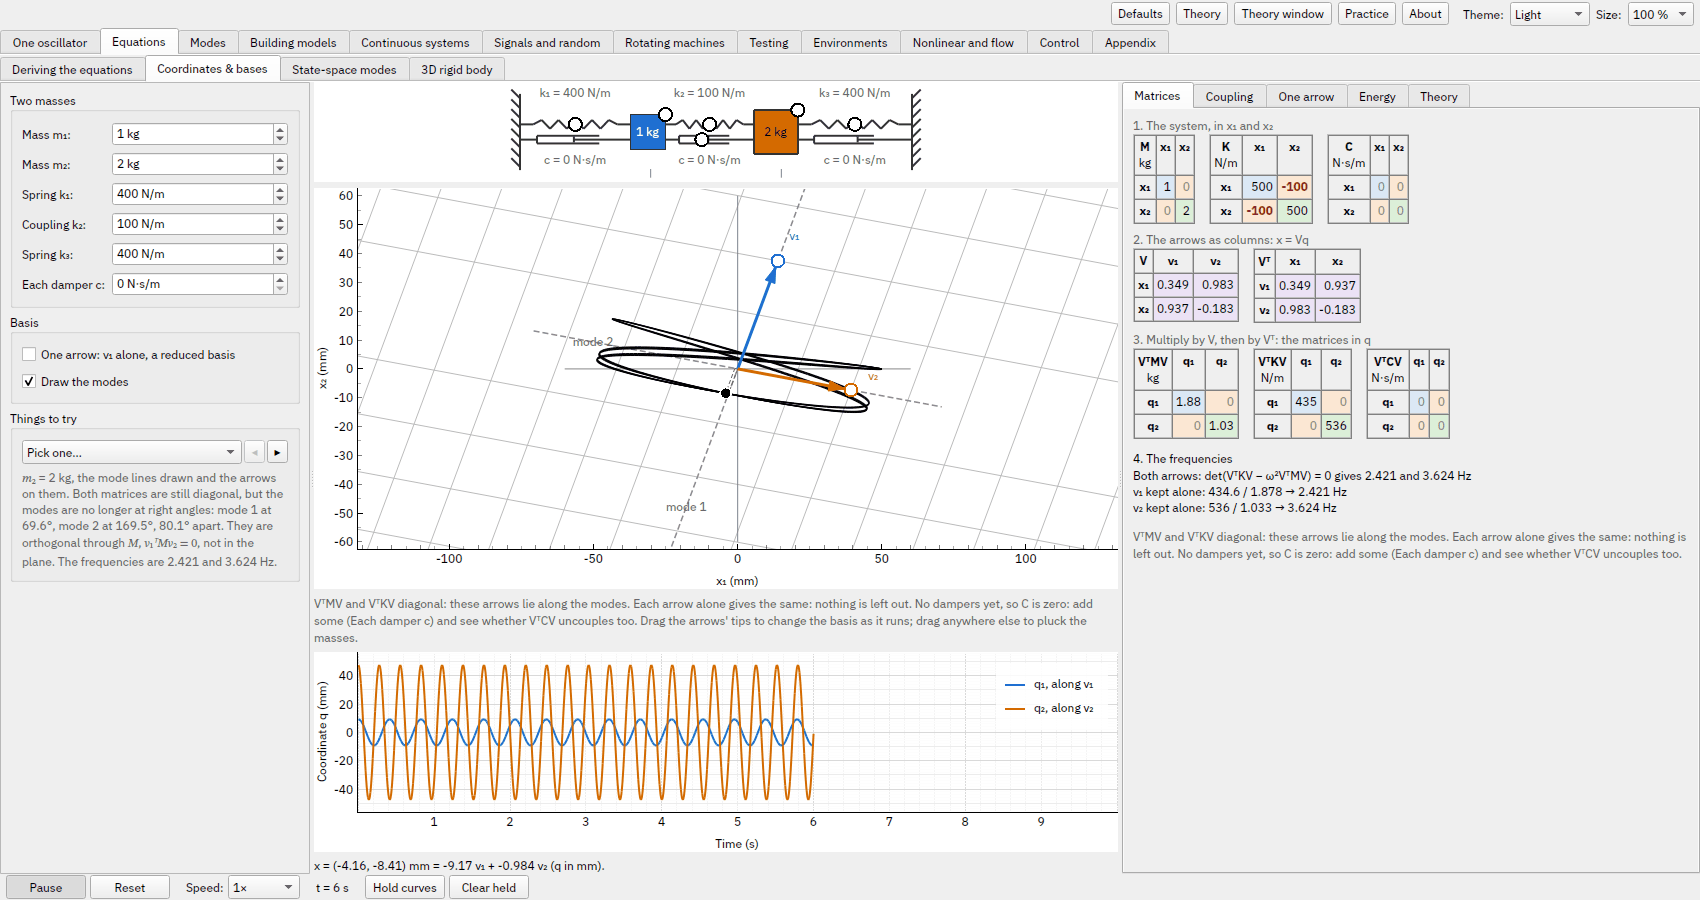 Defaults Theory Theory window Practice About Theme: Light Size: 100 %
One oscillator Equations Modes Building models Continuous systems Signals and random Rotating machines Testing Environments Nonlinear and flow Control Appendix
Deriving the equations Coordinates & bases State-space modes 3D rigid body
Two masses
Mass m₁: 1 kg
Mass m₂: 2 kg
Spring k₁: 400 N/m
Coupling k₂: 100 N/m
Spring k₃: 400 N/m
Each damper c: 0 N·s/m
Basis
One arrow: v₁ alone, a reduced basis
Draw the modes
Things to try
Pick one...
m₂ = 2 kg, the mode lines drawn and the arrows
on them. Both matrices are still diagonal, but the
modes are no longer at right angles: mode 1 at
69.6°, mode 2 at 169.5°, 80.1° apart. They are
orthogonal through M, v₁ᵀMv₂ = 0, not in the
plane. The frequencies are 2.421 and 3.624 Hz.
k₁ = 400 N/m k₂ = 100 N/m k₃ = 400 N/m
1 kg 2 kg
c = 0 N·s/m c = 0 N·s/m c = 0 N·s/m
x₂ (mm)
60
50
40
30
20
10
0
-10
-20
-30
-40
-50
-60
v₁
mode 2
v₂
mode 1
-100 -50 0 50 100
x₁ (mm)
VᵀMV and VᵀKV diagonal: these arrows lie along the modes. Each arrow alone gives the same: nothing is left out. No dampers yet, so C is zero: add
some (Each damper c) and see whether VᵀCV uncouples too. Drag the arrows' tips to change the basis as it runs; drag anywhere else to pluck the
masses.
Coordinate q (mm)
40
20
0
-20
-40
q₁, along v₁
q₂, along v₂
1 2 3 4 5 6 7 8 9
Time (s)
x = (-4.16, -8.41) mm = -9.17 v₁ + -0.984 v₂ (q in mm).
Pause Reset Speed: 1× t = 6 s Hold curves Clear held
Matrices Coupling One arrow Energy Theory
1. The system, in x₁ and x₂
M kg x₁ x₂
x₁ 1 0
x₂ 0 2
K N/m x₁ x₂
x₁ 500 -100
x₂ -100 500
C N·s/m x₁ x₂
x₁ 0 0
x₂ 0 0
2. The arrows as columns: x = Vq
V v₁ v₂
x₁ 0.349 0.983
x₂ 0.937 -0.183
Vᵀ x₁ x₂
v₁ 0.349 0.937
v₂ 0.983 -0.183
3. Multiply by V, then by Vᵀ: the matrices in q
VᵀMV kg q₁ q₂
q₁ 1.88 0
q₂ 0 1.03
VᵀKV N/m q₁ q₂
q₁ 435 0
q₂ 0 536
VᵀCV N·s/m q₁ q₂
q₁ 0 0
q₂ 0 0
4. The frequencies
Both arrows: det(VᵀKV − ω²VᵀMV) = 0 gives 2.421 and 3.624 Hz
v₁ kept alone: 434.6 / 1.878 → 2.421 Hz
v₂ kept alone: 536 / 1.033 → 3.624 Hz
VᵀMV and VᵀKV diagonal: these arrows lie along the modes. Each arrow alone gives the same: nothing is
left out. No dampers yet, so C is zero: add some (Each damper c) and see whether VᵀCV uncouples too.